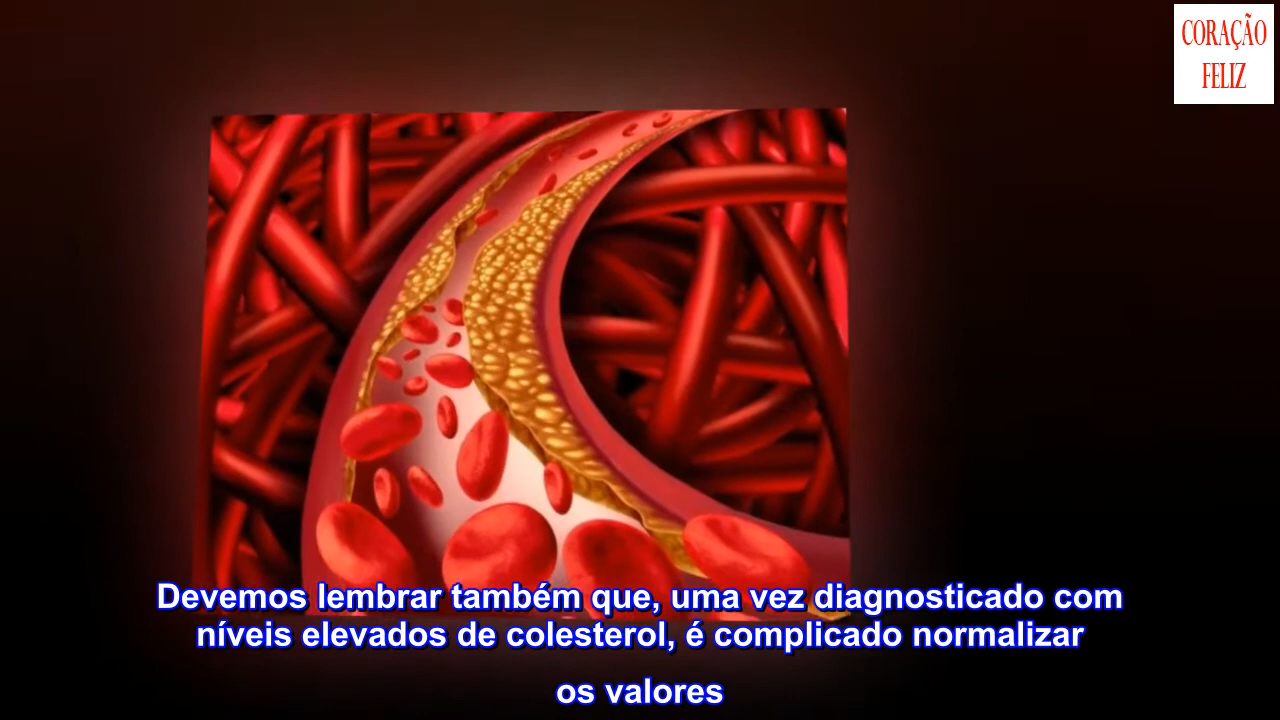 CORAÇÃO
FELIZ
Devemos lembrar também que, uma vez diagnosticado com
níveis elevados de colesterol, é complicado normalizar
os valores